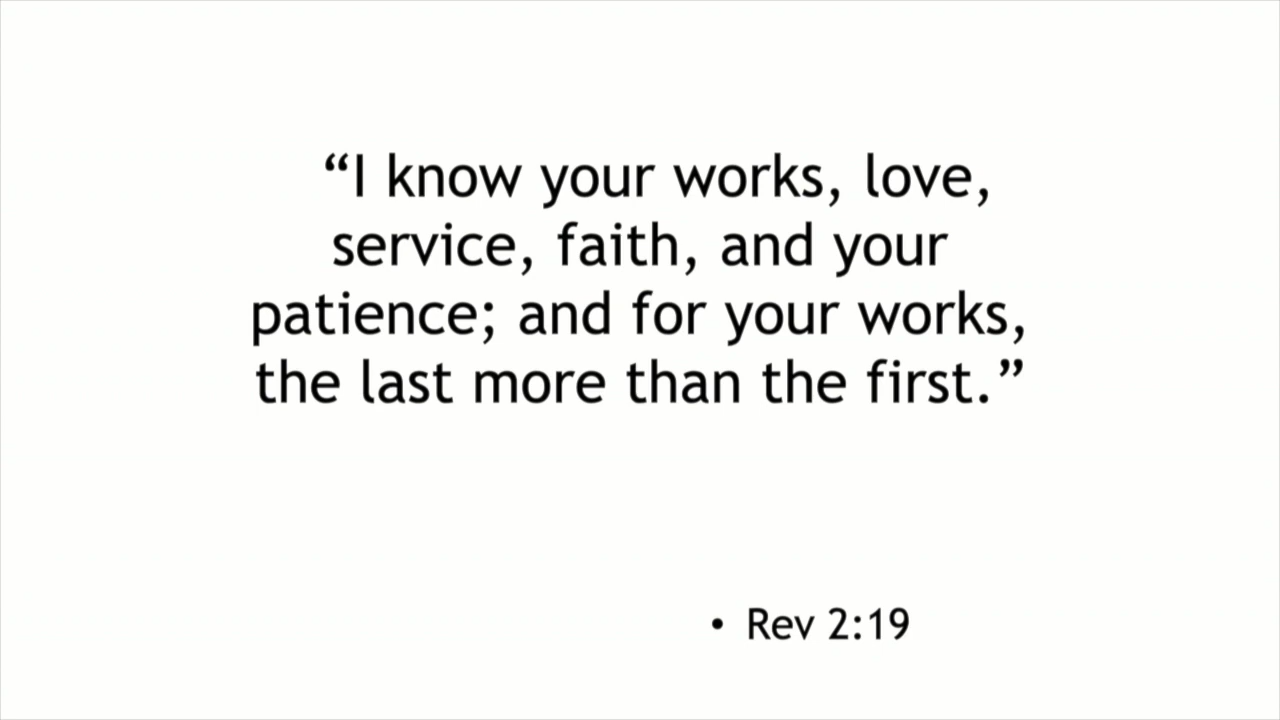 “I know your works, love,
service, faith, and your
patience; and for your works,
the last more than the first.”
• Rev 2:19